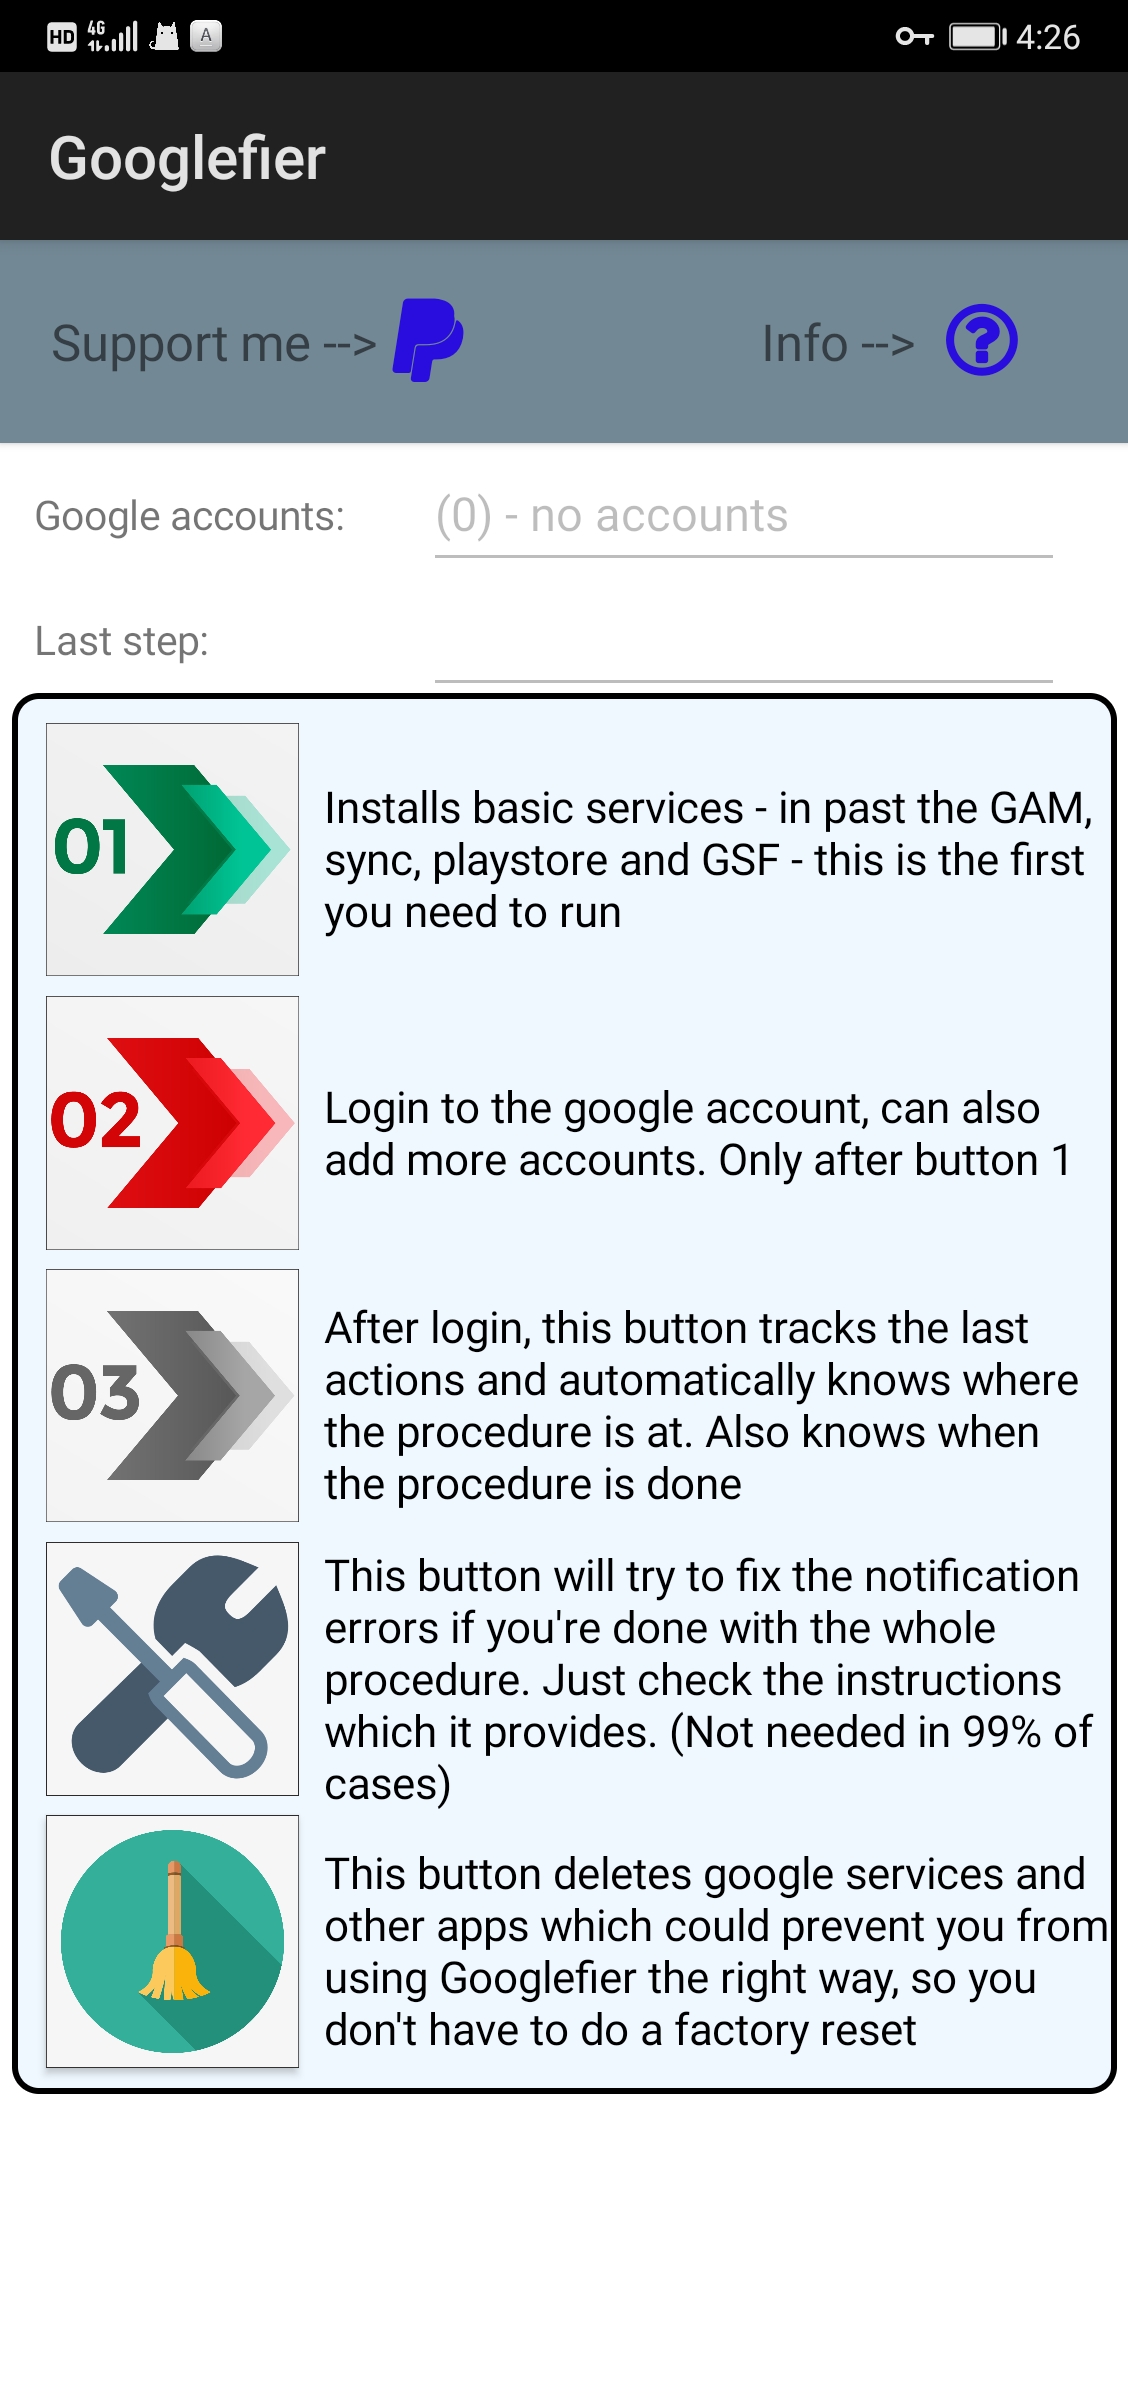 HD 4G A 4:26
Googlefier
Support me --> Info --> ?
Google accounts: (0) - no accounts
Last step:
01
Installs basic services - in past the GAM,
sync, playstore and GSF - this is the first
you need to run
02
Login to the google account, can also
add more accounts. Only after button 1
03
After login, this button tracks the last
actions and automatically knows where
the procedure is at. Also knows when
the procedure is done
This button will try to fix the notification
errors if you're done with the whole
procedure. Just check the instructions
which it provides. (Not needed in 99% of
cases)
This button deletes google services and
other apps which could prevent you from
using Googlefier the right way, so you
don't have to do a factory reset